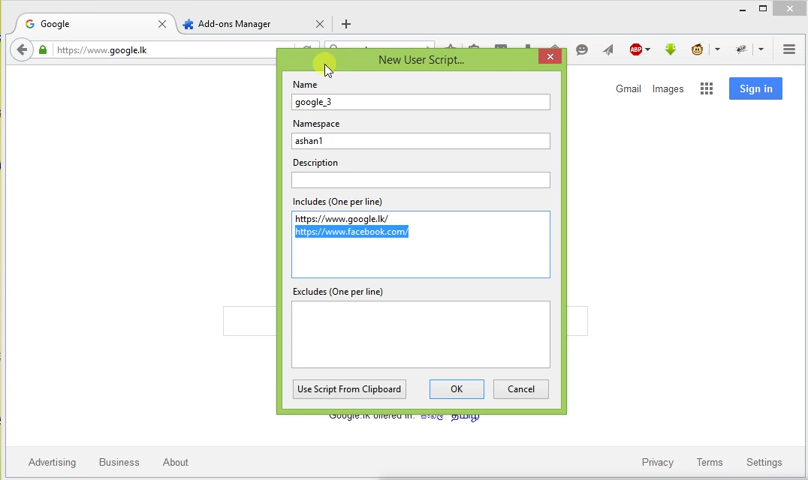 Google
Add-ons Manager
https://www.google.lk
New User Script...
Gmail
Images
Sign in
Name
google_3
Namespace
ashan1
Description
Includes (One per line)
https://www.google.lk/
https://www.facebook.com/
Excludes (One per line)
Use Script From Clipboard
OK
Cancel
Google.lk offered in: සිංහල தமிழ்
Advertising
Business
About
Privacy
Terms
Settings